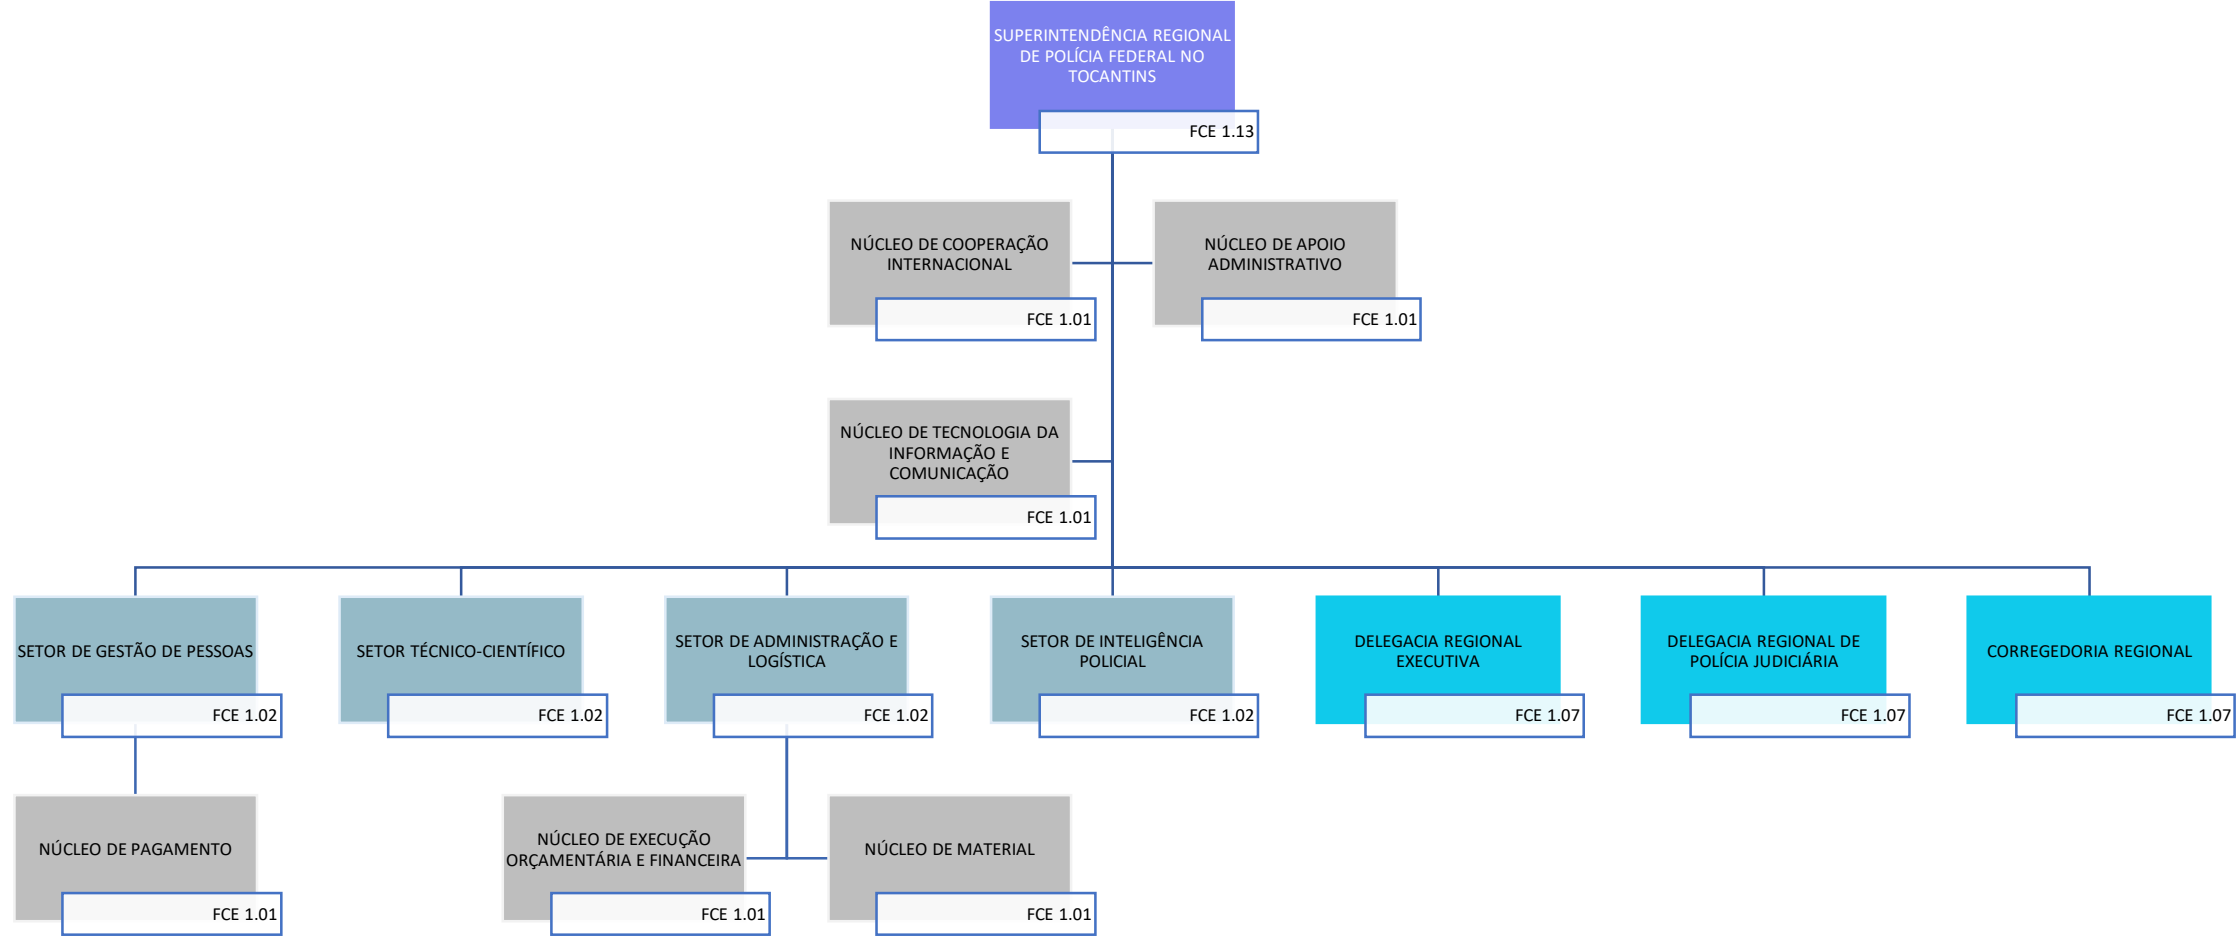 SUPERINTENDÊNCIA REGIONAL
DE POLÍCIA FEDERAL NO
TOCANTINS
FCE 1.13
NÚCLEO DE COOPERAÇÃO
INTERNACIONAL
FCE 1.01
NÚCLEO DE APOIO
ADMINISTRATIVO
FCE 1.01
NÚCLEO DE TECNOLOGIA DA
INFORMAÇÃO E
COMUNICAÇÃO
FCE 1.01
SETOR DE GESTÃO DE PESSOAS
FCE 1.02
SETOR TÉCNICO-CIENTÍFICO
FCE 1.02
SETOR DE ADMINISTRAÇÃO E
LOGÍSTICA
FCE 1.02
SETOR DE INTELIGÊNCIA
POLICIAL
FCE 1.02
DELEGACIA REGIONAL
EXECUTIVA
FCE 1.07
DELEGACIA REGIONAL DE
POLÍCIA JUDICIÁRIA
FCE 1.07
CORREGEDORIA REGIONAL
FCE 1.07
NÚCLEO DE PAGAMENTO
FCE 1.01
NÚCLEO DE EXECUÇÃO
ORÇAMENTÁRIA E FINANCEIRA
FCE 1.01
NÚCLEO DE MATERIAL
FCE 1.01